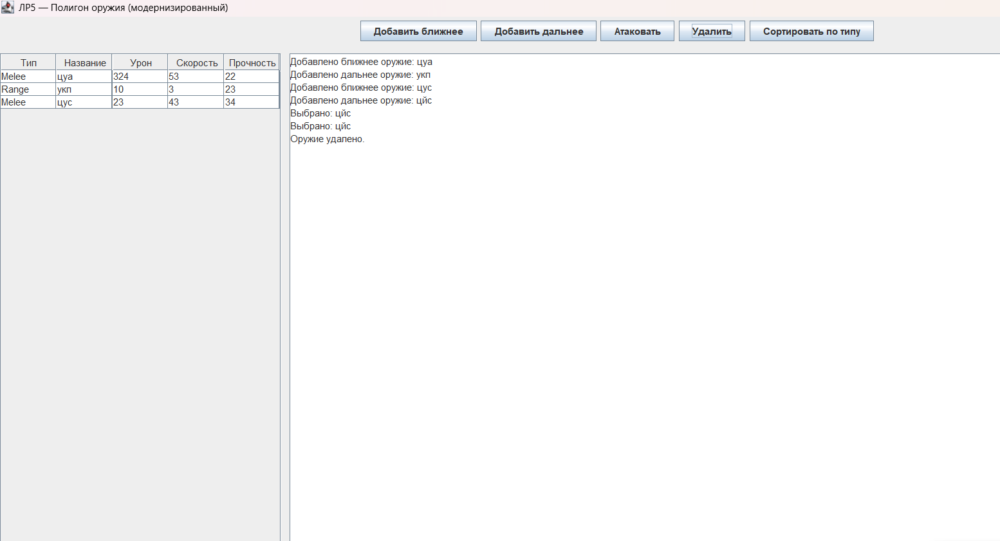 ЛР5 — Полигон оружия (модернизированный)
Добавить ближнее Добавить дальнее Атаковать Удалить Сортировать по типу
Тип Название Урон Скорость Прочность
Melee цуа 324 53 22
Range укп 10 3 23
Melee цус 23 43 34
Добавлено ближнее оружие: цуа
Добавлено дальнее оружие: укп
Добавлено ближнее оружие: цус
Добавлено дальнее оружие: цйс
Выбрано: цйс
Выбрано: цйс
Оружие удалено.